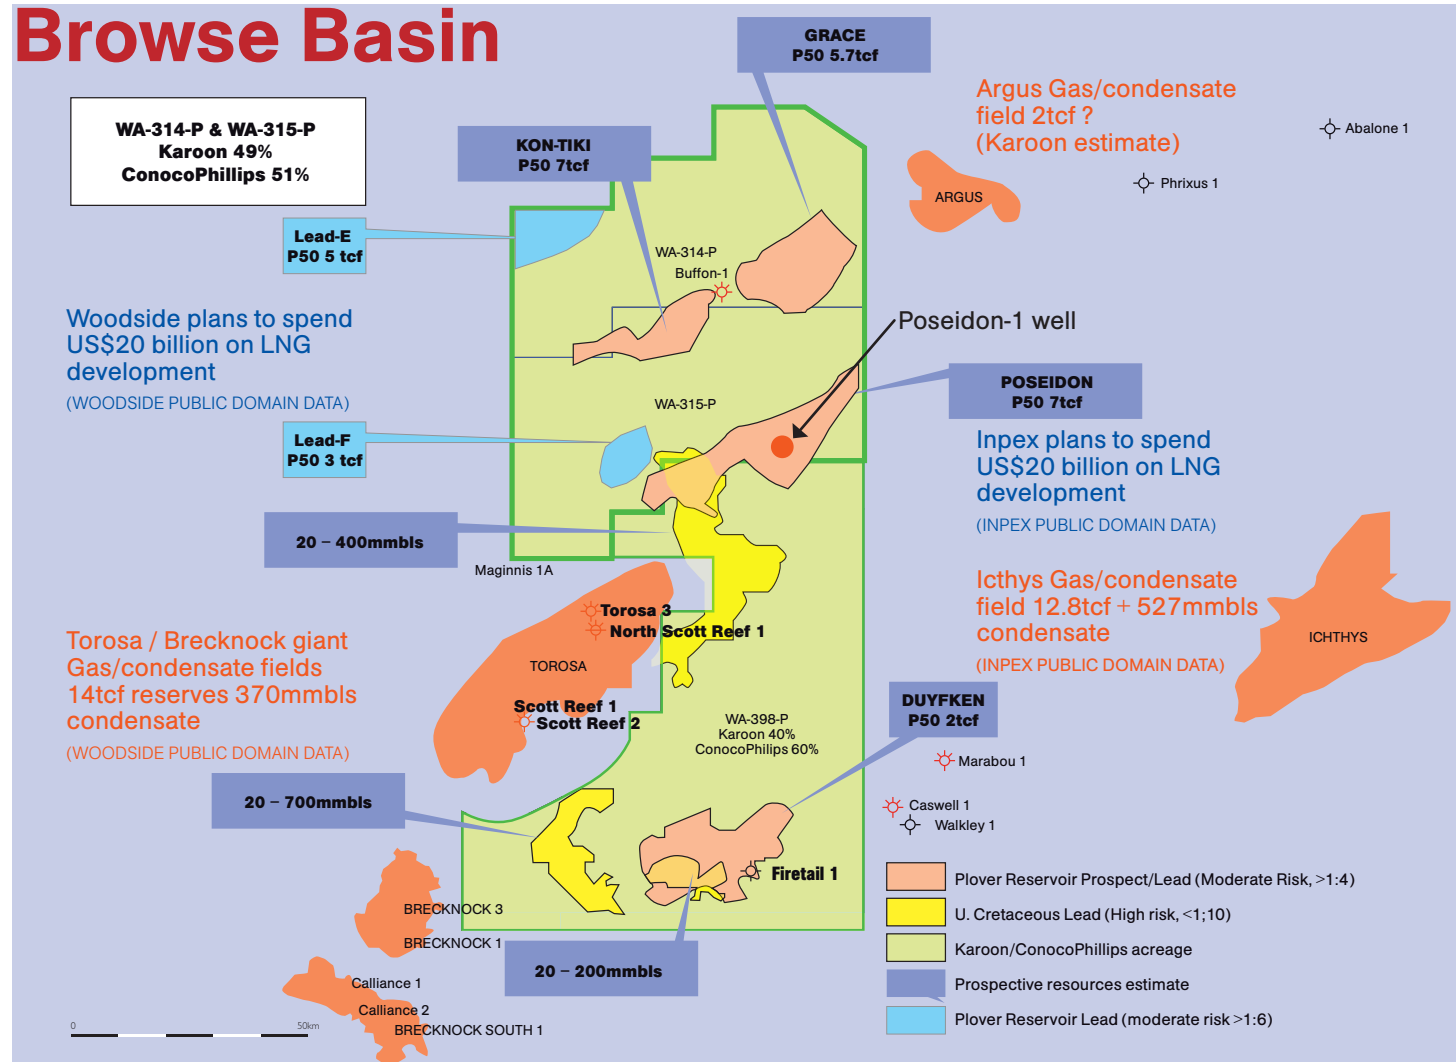 Browse Basin
WA-314-P & WA-315-P
Karoon 49%
ConocoPhillips 51%
GRACE
P50 5.7tcf
KON-TIKI
P50 7tcf
Argus Gas/condensate
field 2tcf ?
(Karoon estimate)
Abalone 1
Phrixus 1
ARGUS
Lead-E
P50 5 tcf
WA-314-P
Buffon-1
Woodside plans to spend
US$20 billion on LNG
development
(WOODSIDE PUBLIC DOMAIN DATA)
Poseidon-1 well
POSEIDON
P50 7tcf
WA-315-P
Lead-F
P50 3 tcf
Inpex plans to spend
US$20 billion on LNG
development
(INPEX PUBLIC DOMAIN DATA)
20 – 400mmbls
Maginnis 1A
Icthys Gas/condensate
field 12.8tcf + 527mmbls
condensate
(INPEX PUBLIC DOMAIN DATA)
ICHTHYS
Torosa 3
North Scott Reef 1
TOROSA
Scott Reef 1
Scott Reef 2
Torosa / Brecknock giant
Gas/condensate fields
14tcf reserves 370mmbls
condensate
(WOODSIDE PUBLIC DOMAIN DATA)
WA-398-P
Karoon 40%
ConocoPhilips 60%
DUYFKEN
P50 2tcf
Marabou 1
Caswell 1
Walkley 1
20 – 700mmbls
Firetail 1
BRECKNOCK 3
BRECKNOCK 1
20 – 200mmbls
Calliance 1
Calliance 2
BRECKNOCK SOUTH 1
0
50km
Plover Reservoir Prospect/Lead (Moderate Risk, >1:4)
U. Cretaceous Lead (High risk, <1;10)
Karoon/ConocoPhillips acreage
Prospective resources estimate
Plover Reservoir Lead (moderate risk >1:6)